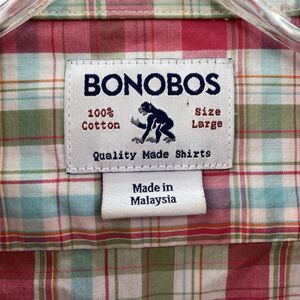 BONOBOS
100% Size
Cotton Large
Quality Made Shirts
Made in
Malaysia